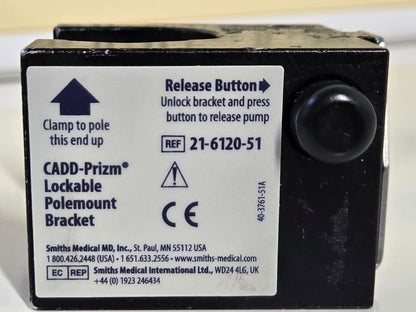 Release Button
Unlock bracket and press
button to release pump
Clamp to pole
this end up
REF 21-6120-51
CADD-Prizm®
Lockable
Polemount
Bracket
CE
40-3761-51A
Smiths Medical MD, Inc., St. Paul, MN 55112 USA
1 800.426.2448 (USA) • 1 651.633.2556 • www.smiths-medical.com
EC REP Smiths Medical International Ltd., WD24 4LG, UK
+44 (0) 1923 246434